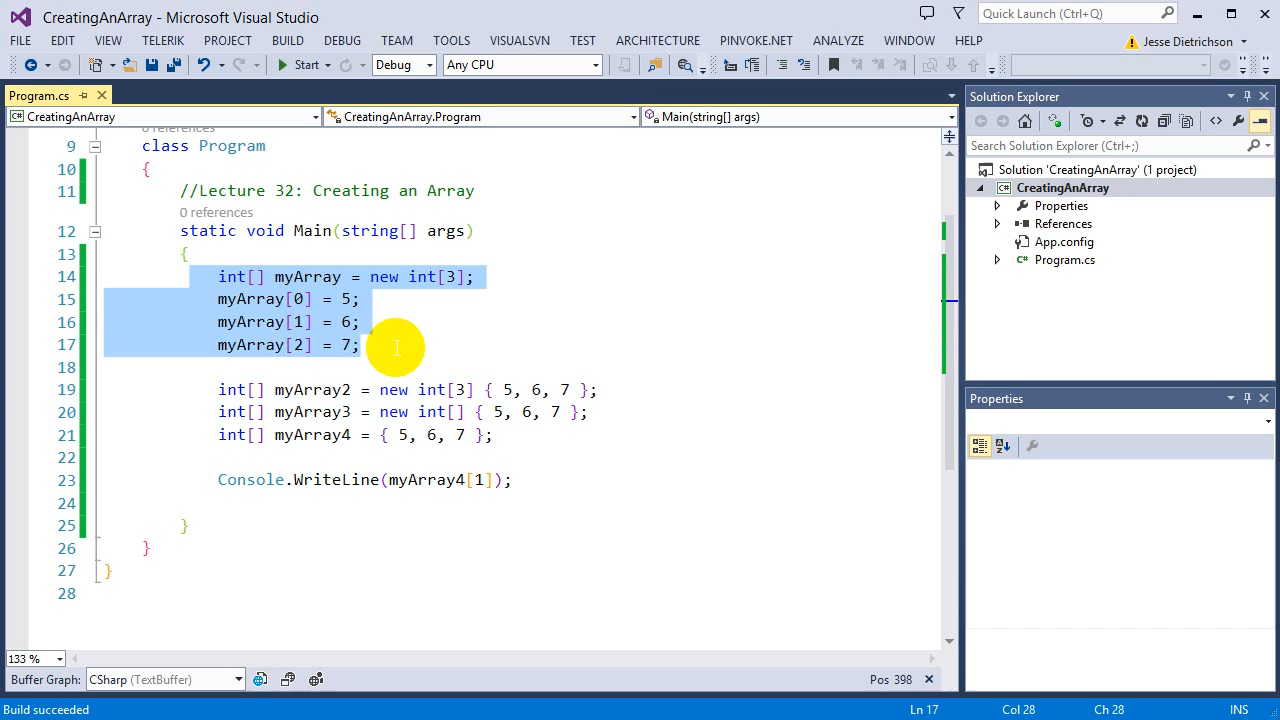 CreatingAnArray - Microsoft Visual Studio
Quick Launch (Ctrl+Q)
FILE EDIT VIEW TELERIK PROJECT BUILD DEBUG TEAM TOOLS VISUALSVN TEST ARCHITECTURE PINVOKE.NET ANALYZE WINDOW HELP
Jesse Dietrichson
Start Debug Any CPU
Program.cs
CreatingAnArray CreatingAnArray.Program Main(string[] args)
0 references
9 class Program
10 {
11 //Lecture 32: Creating an Array
0 references
12 static void Main(string[] args)
13 {
14 int[] myArray = new int[3];
15 myArray[0] = 5;
16 myArray[1] = 6;
17 myArray[2] = 7;
18
19 int[] myArray2 = new int[3] { 5, 6, 7 };
20 int[] myArray3 = new int[] { 5, 6, 7 };
21 int[] myArray4 = { 5, 6, 7 };
22
23 Console.WriteLine(myArray4[1]);
24
25 }
26 }
27 }
28
133 %
Buffer Graph: CSharp (TextBuffer) Pos 398
Solution Explorer
Search Solution Explorer (Ctrl+;)
Solution 'CreatingAnArray' (1 project)
C# CreatingAnArray
Properties
References
App.config
C# Program.cs
Properties
Build succeeded Ln 17 Col 28 Ch 28 INS